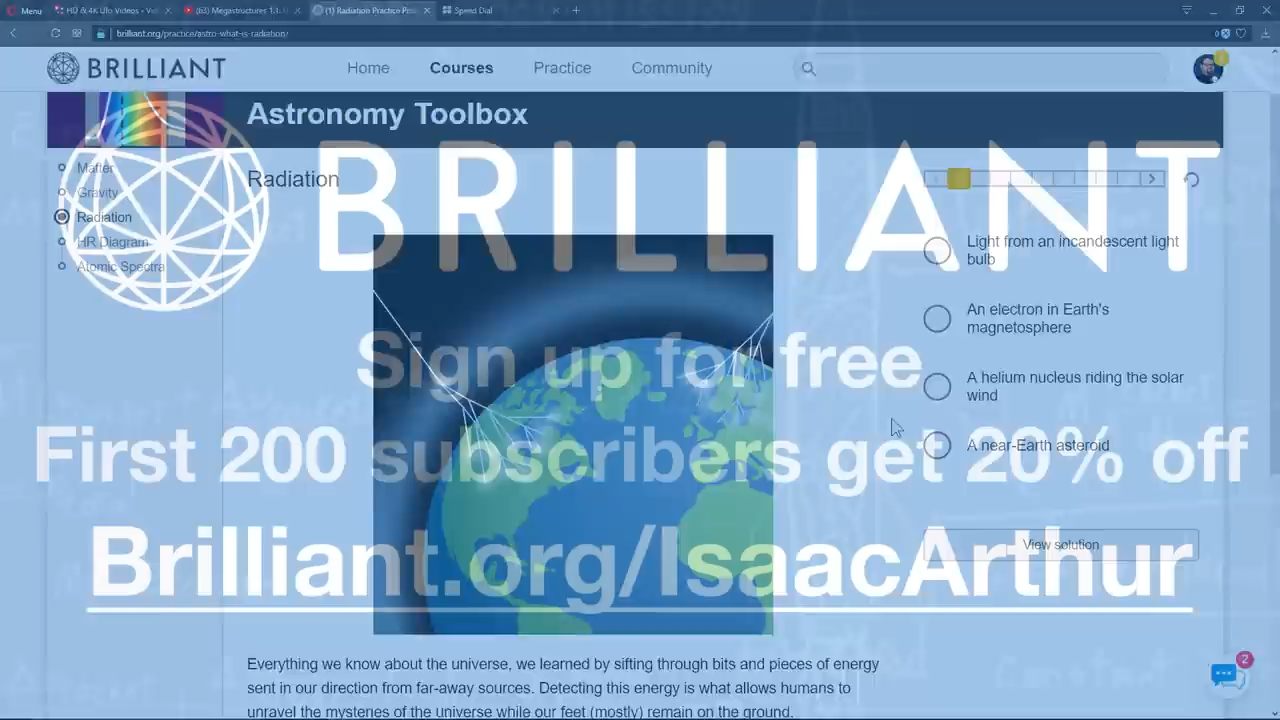 Menu
HD & 4K Ufo Videos - Vid
(63) Megastructures 1.1:
(1) Radiation Practice Pro
Speed Dial
brilliant.org/practice/astro-what-is-radiation/
BRILLIANT
Home
Courses
Practice
Community
Astronomy Toolbox
Matter
Gravity
Radiation
HR Diagram
Atomic Spectra
Radiation
BRILLIANT
Light from an incandescent light
bulb
An electron in Earth's
magnetosphere
A helium nucleus riding the solar
wind
A near-Earth asteroid
View solution
Sign up for free
First 200 subscribers get 20% off
Brilliant.org/IsaacArthur
Everything we know about the universe, we learned by sifting through bits and pieces of energy
sent in our direction from far-away sources. Detecting this energy is what allows humans to
unravel the mysteries of the universe while our feet (mostly) remain on the ground.
2